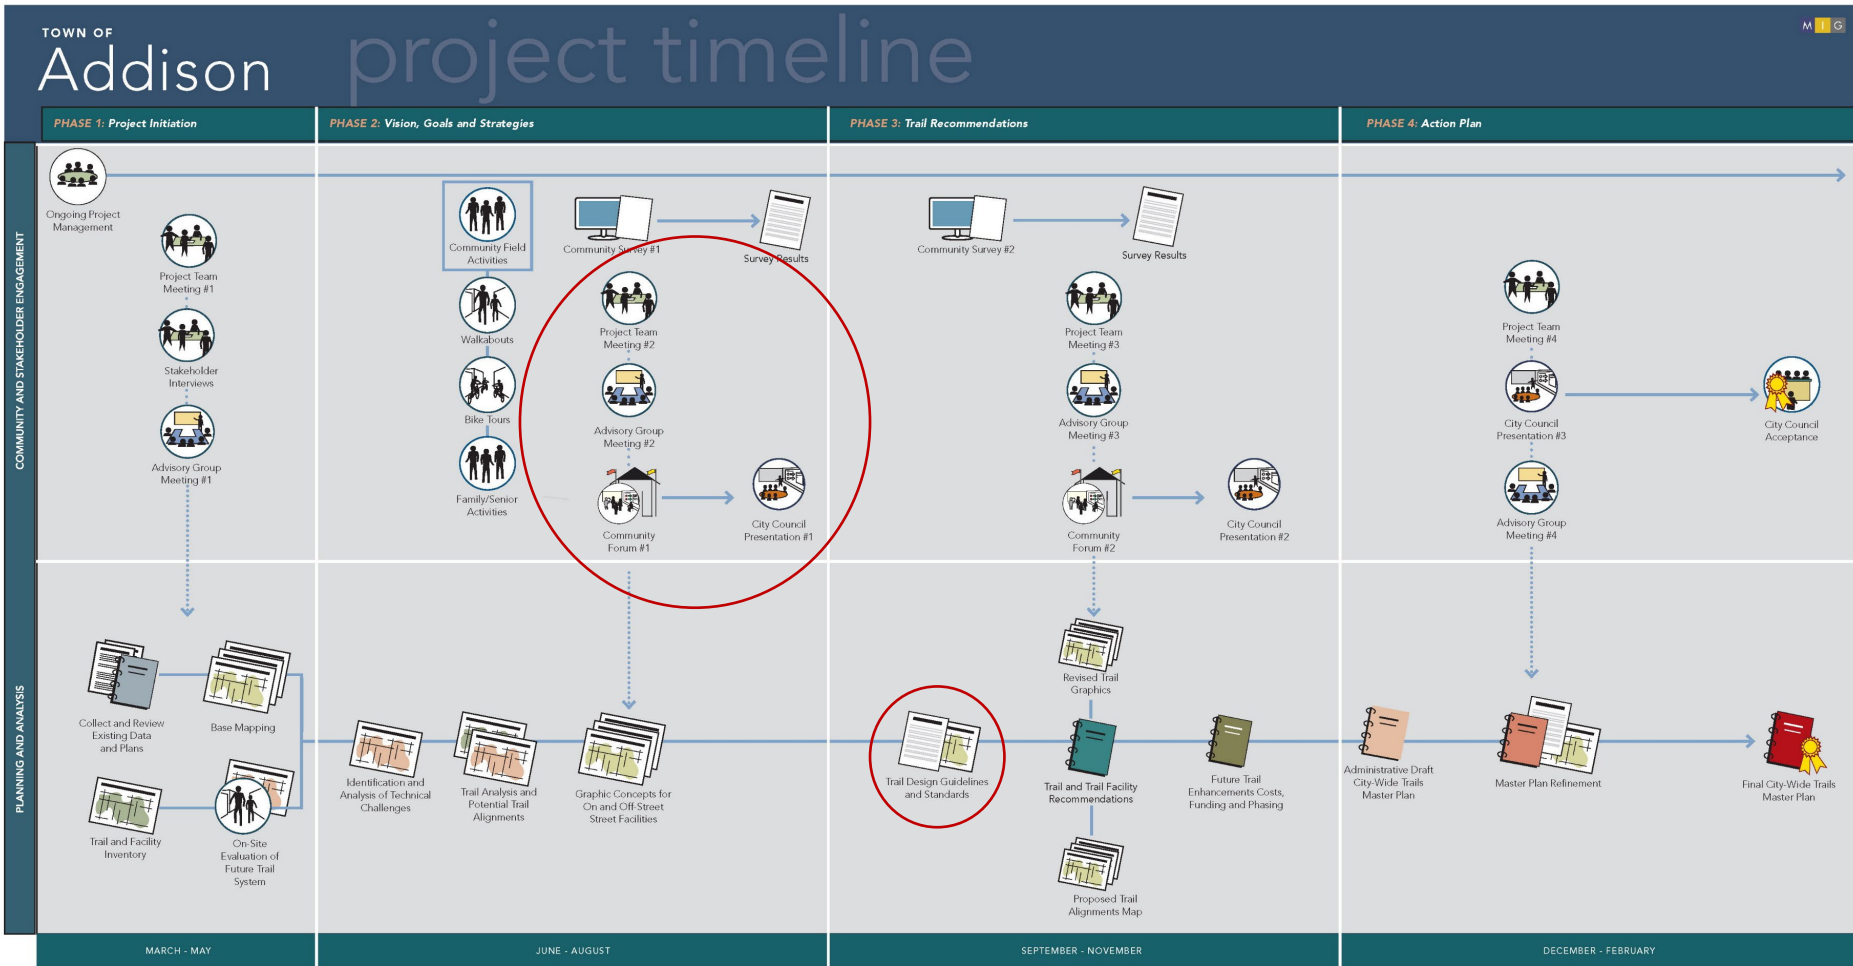 TOWN OF
Addison
project timeline
M I G
PHASE 1: Project Initiation
PHASE 2: Vision, Goals and Strategies
PHASE 3: Trail Recommendations
PHASE 4: Action Plan
COMMUNITY AND STAKEHOLDER ENGAGEMENT
Ongoing Project
Management
Project Team
Meeting #1
Stakeholder
Interviews
Advisory Group
Meeting #1
Community Field
Activities
Walkabouts
Bike Tours
Family/Senior
Activities
Community Survey #1
Survey Results
Project Team
Meeting #2
Advisory Group
Meeting #2
Community
Forum #1
City Council
Presentation #1
Community Survey #2
Survey Results
Project Team
Meeting #3
Advisory Group
Meeting #3
Community
Forum #2
City Council
Presentation #2
Project Team
Meeting #4
City Council
Presentation #3
City Council
Acceptance
Advisory Group
Meeting #4
PLANNING AND ANALYSIS
Collect and Review
Existing Data
and Plans
Base Mapping
Trail and Facility
Inventory
On-Site
Evaluation of
Future Trail
System
Identification and
Analysis of Technical
Challenges
Trail Analysis and
Potential Trail
Alignments
Graphic Concepts for
On and Off-Street
Street Facilities
Trail Design Guidelines
and Standards
Revised Trail
Graphics
Trail and Trail Facility
Recommendations
Proposed Trail
Alignments Map
Future Trail
Enhancements Costs,
Funding and Phasing
Administrative Draft
City-Wide Trails
Master Plan
Master Plan Refinement
Final City-Wide Trails
Master Plan
MARCH - MAY
JUNE - AUGUST
SEPTEMBER - NOVEMBER
DECEMBER - FEBRUARY